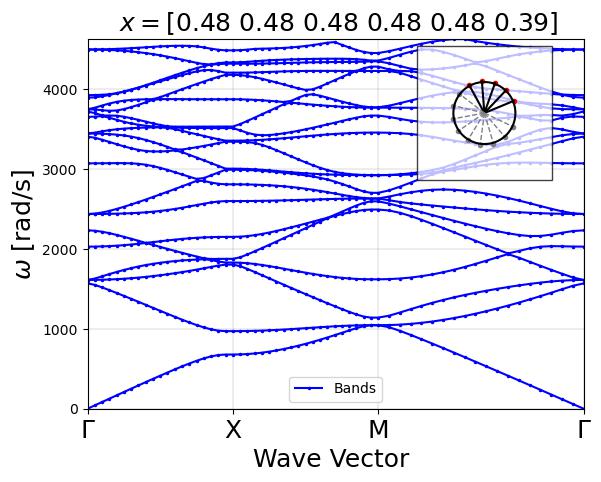 x = [0.48 0.48 0.48 0.48 0.48 0.39]
ω [rad/s]
4000
3000
2000
1000
0
Bands
Γ X M Γ
Wave Vector